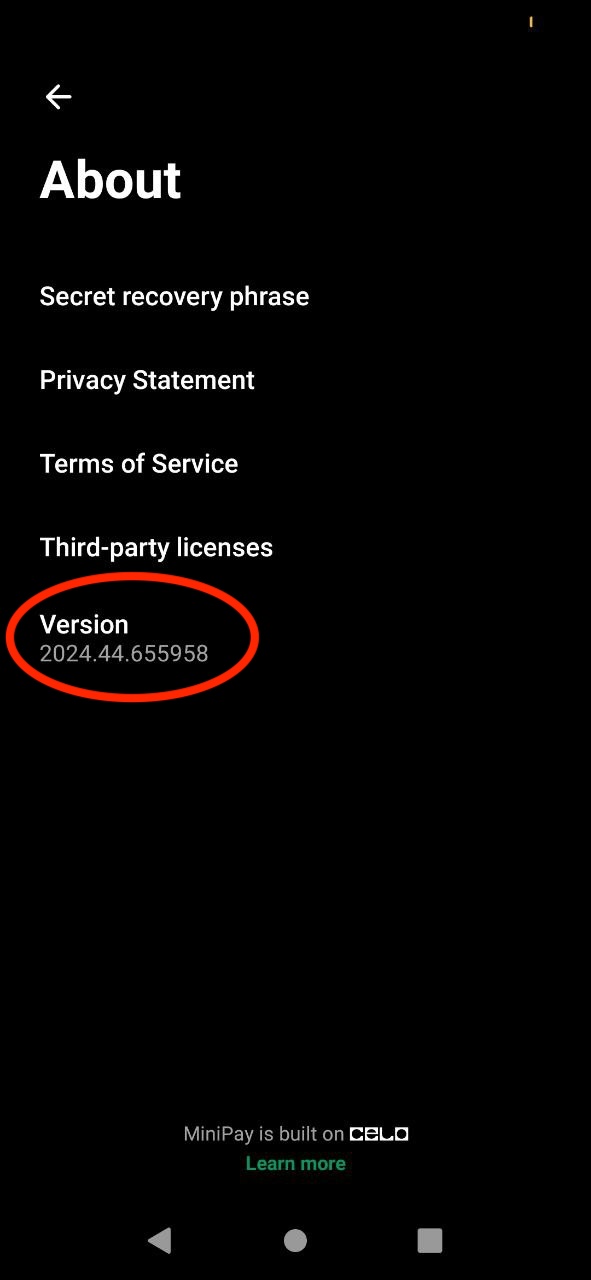 About
Secret recovery phrase
Privacy Statement
Terms of Service
Third-party licenses
Version
2024.44.655958
MiniPay is built on CELO
Learn more